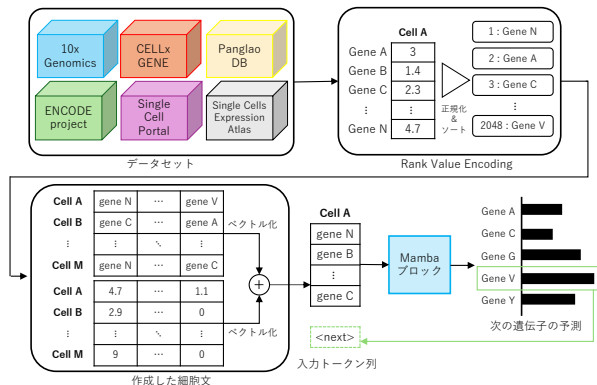 10x
Genomics
CELLx
GENE
Panglao
DB
ENCODE
project
Single
Cell
Portal
Single Cells
Expression
Atlas
データセット
Cell A
Gene A 3
Gene B 1.4
Gene C 2.3
⋮ ⋮
Gene N 4.7
正規化
&
ソート
1 : Gene N
2 : Gene A
3 : Gene C
⋮
2048 : Gene V
Rank Value Encoding
Cell A gene N … gene V
Cell B gene C … gene A
⋮ ⋮ ⋱ ⋮
Cell M gene N … gene C
Cell A 4.7 … 1.1
Cell B 2.9 … 0
⋮ ⋮ ⋱ ⋮
Cell M 9 … 0
ベクトル化
+
ベクトル化
作成した細胞文
Cell A
gene N
gene B
⋮
gene C
<next>
入力トークン列
Mamba
ブロック
Gene A
Gene C
Gene G
Gene V
Gene Y
次の遺伝子の予測